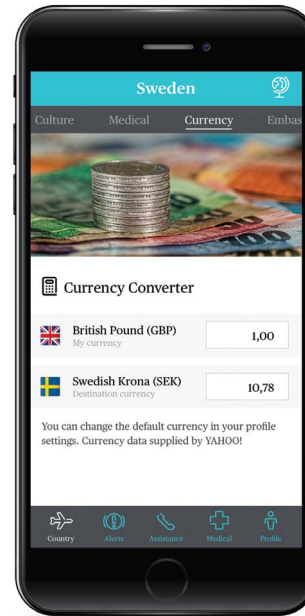 Sweden
Culture Medical Currency Embas
Currency Converter
British Pound (GBP)
My currency
1,00
Swedish Krona (SEK)
Destination currency
10,78
You can change the default currency in your profile
settings. Currency data supplied by YAHOO!
Country Alerts Assistance Medical Profile